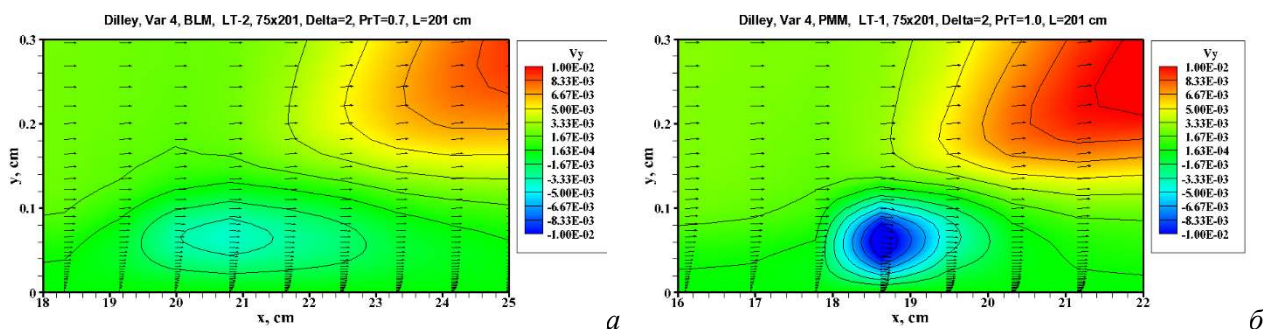 Dilley, Var 4, BLM, LT-2, 75x201, Delta=2, PrT=0.7, L=201 cm
0.3
0.2
0.1
0
y, cm
18 19 20 21 22 23 24 25
x, cm
Vy
1.00E-02
8.33E-03
6.67E-03
5.00E-03
3.33E-03
1.67E-03
1.63E-04
-1.67E-03
-3.33E-03
-5.00E-03
-6.67E-03
-8.33E-03
-1.00E-02
а
Dilley, Var 4, PMM, LT-1, 75x201, Delta=2, PrT=1.0, L=201 cm
0.3
0.2
0.1
0
y, cm
16 17 18 19 20 21 22
x, cm
Vy
1.00E-02
8.33E-03
6.67E-03
5.00E-03
3.33E-03
1.67E-03
1.63E-04
-1.67E-03
-3.33E-03
-5.00E-03
-6.67E-03
-8.33E-03
-1.00E-02
б